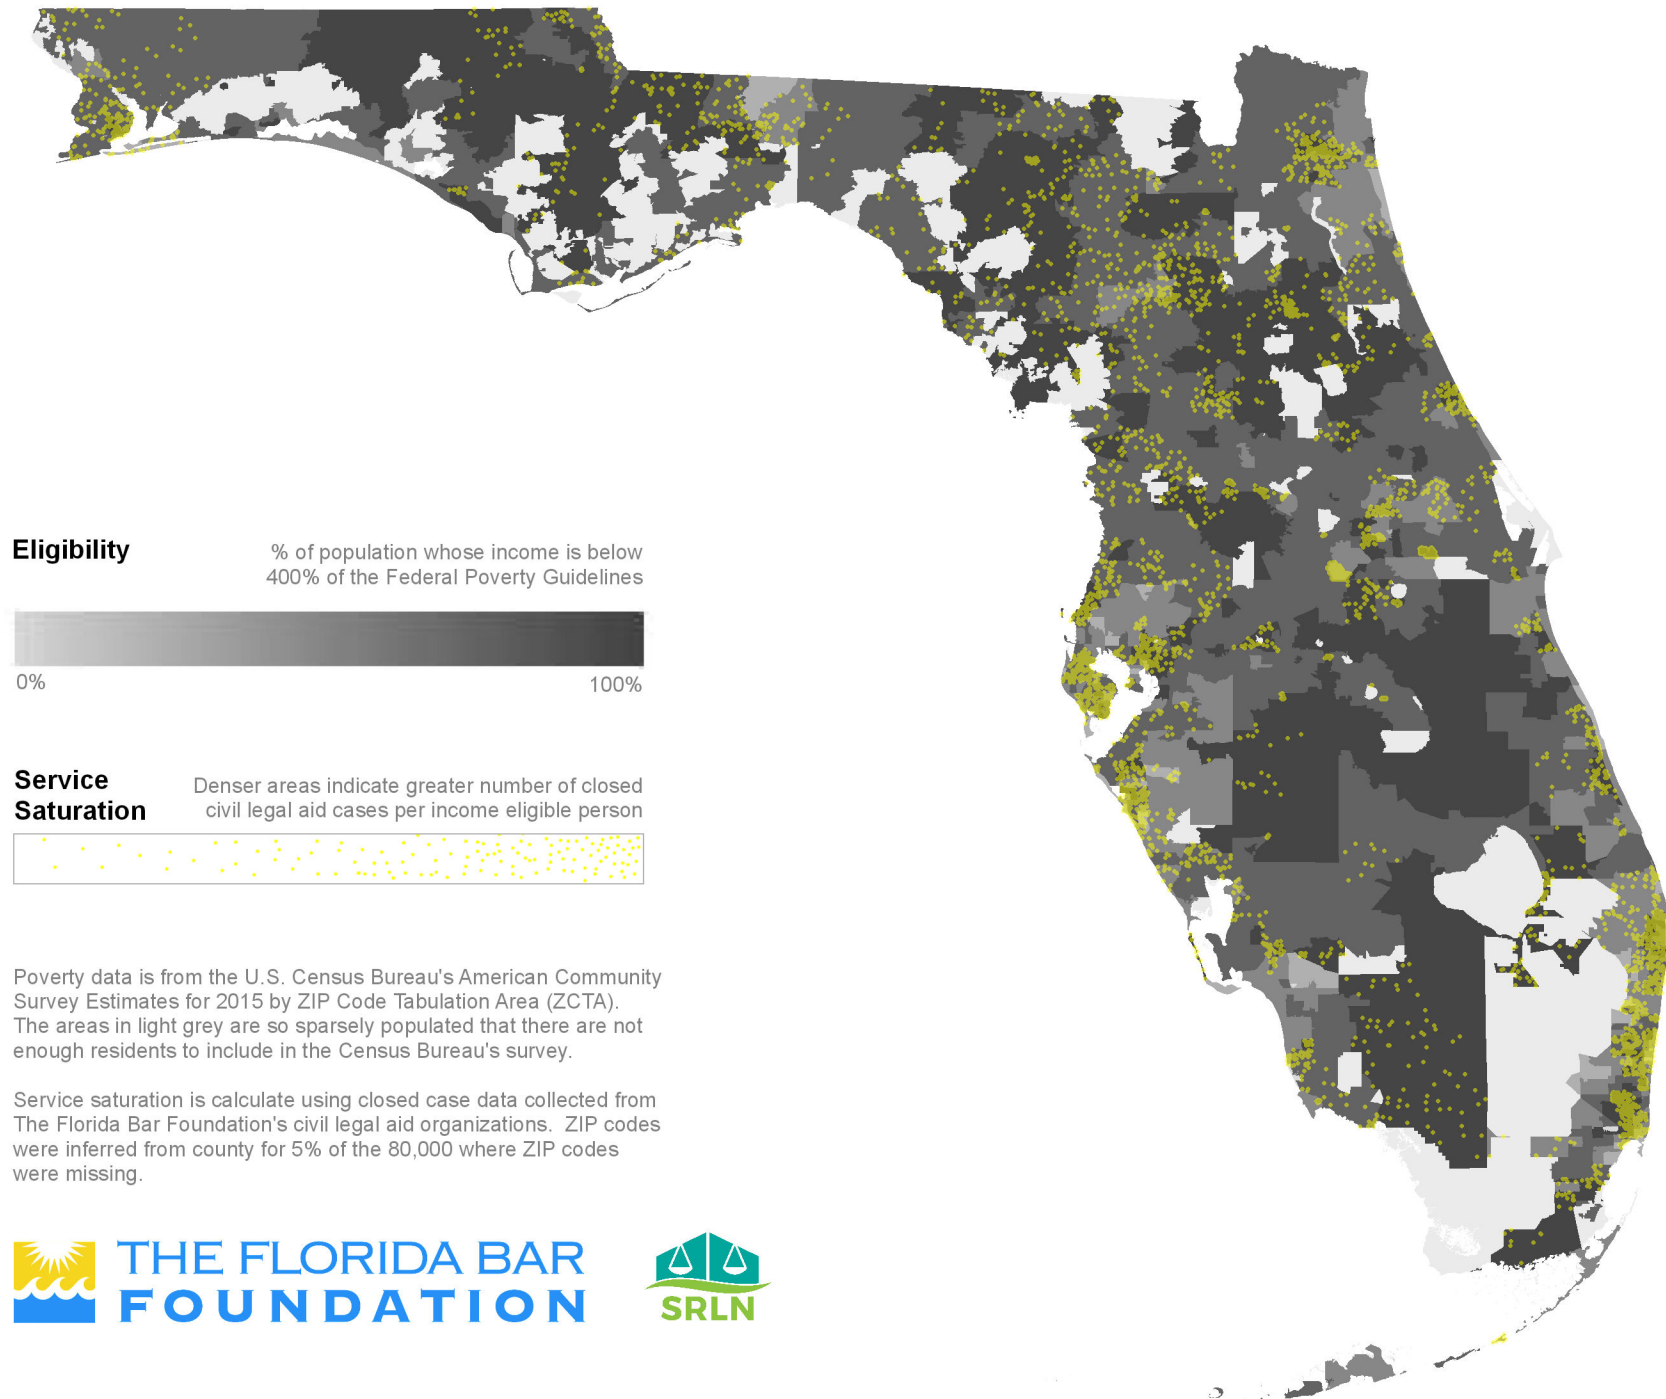 Eligibility
% of population whose income is below
400% of the Federal Poverty Guidelines
0%
100%
Service
Saturation
Denser areas indicate greater number of closed
civil legal aid cases per income eligible person
Poverty data is from the U.S. Census Bureau's American Community
Survey Estimates for 2015 by ZIP Code Tabulation Area (ZCTA).
The areas in light grey are so sparsely populated that there are not
enough residents to include in the Census Bureau's survey.
Service saturation is calculate using closed case data collected from
The Florida Bar Foundation's civil legal aid organizations.  ZIP codes
were inferred from county for 5% of the 80,000 where ZIP codes
were missing.
THE FLORIDA BAR
FOUNDATION
SRLN